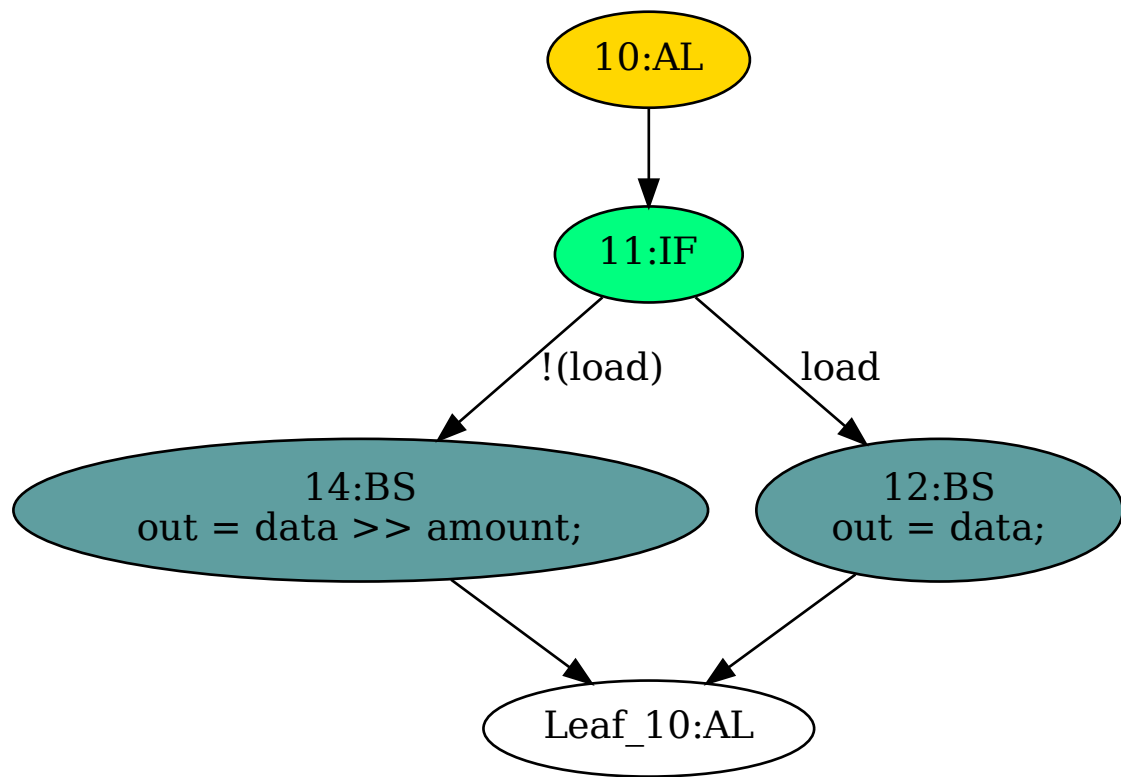 10:AL
11:IF
!(load)
load
14:BS
out = data >> amount;
12:BS
out = data;
Leaf_10:AL